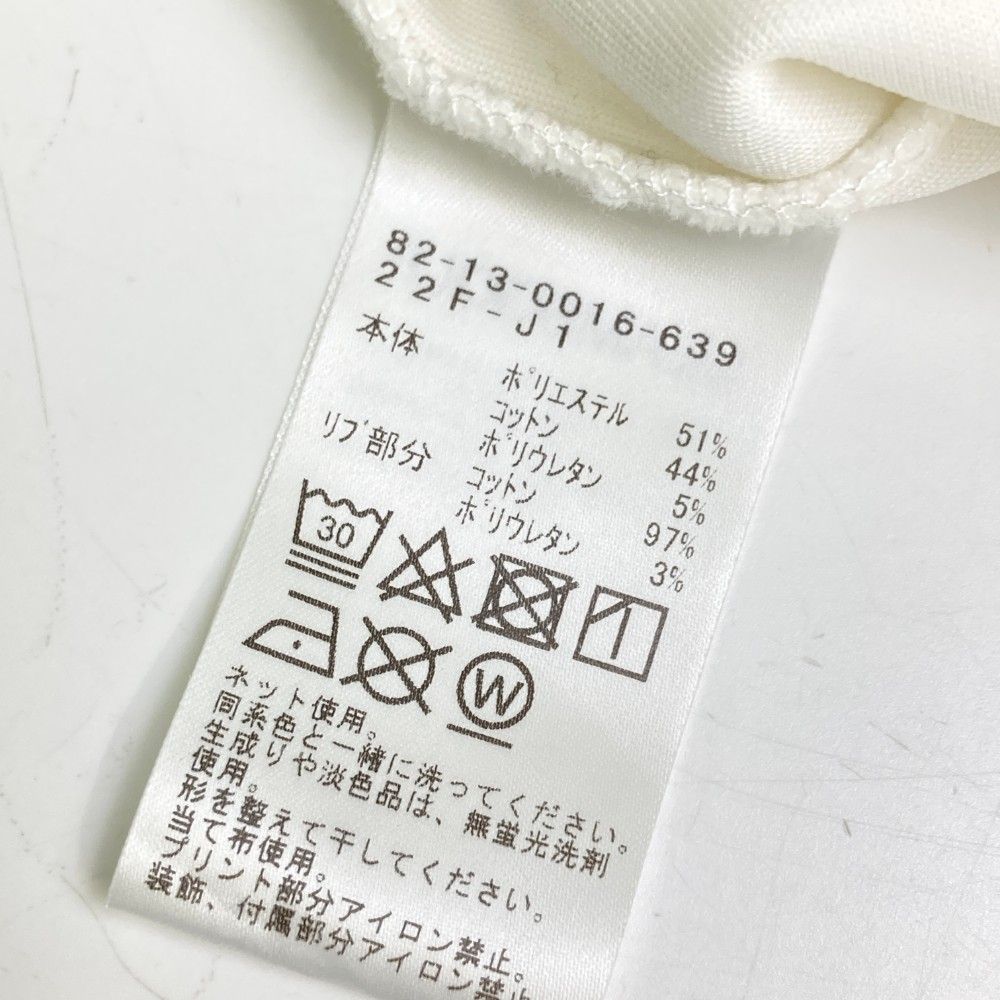 82-13-0016-639
22F-J1
本体 ポリエステル 51%
コットン 44%
ポリウレタン 5%
リブ部分 コットン 97%
ポリウレタン 3%
30
W
ネット使用。
同系色と一緒に洗ってください。
生成りや淡色品は、無蛍光洗剤
使用。
形を整えて干してください。
当て布使用。
プリント部分アイロン禁止。
装飾、付属部分アイロン禁止。